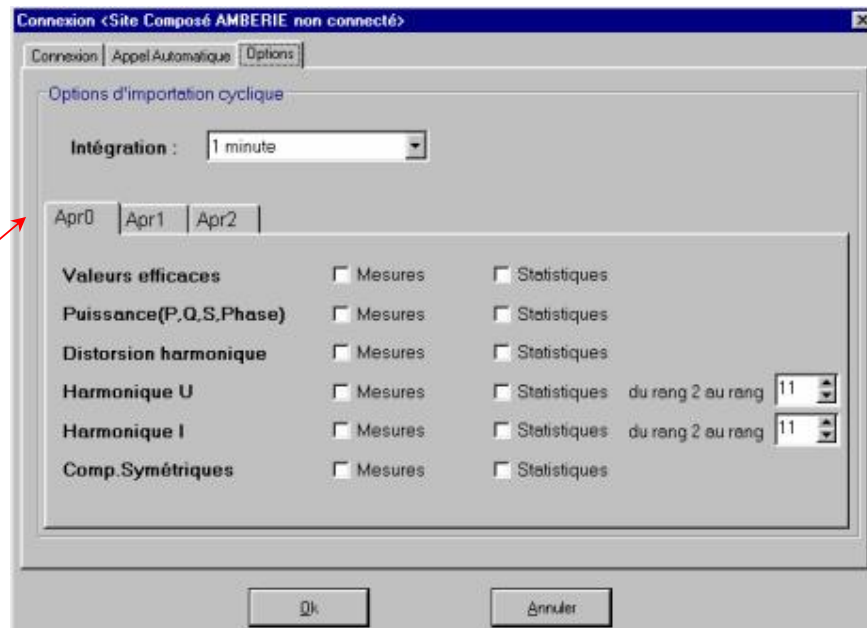 Connexion <Site Composé AMBERIE non connecté>
Connexion Appel Automatique Options
Options d'importation cyclique
Intégration : 1 minute
Apr0 Apr1 Apr2
Valeurs efficaces Mesures Statistiques
Puissance(P,Q,S,Phase) Mesures Statistiques
Distorsion harmonique Mesures Statistiques
Harmonique U Mesures Statistiques du rang 2 au rang 11
Harmonique I Mesures Statistiques du rang 2 au rang 11
Comp.Symétriques Mesures Statistiques
Ok Annuler